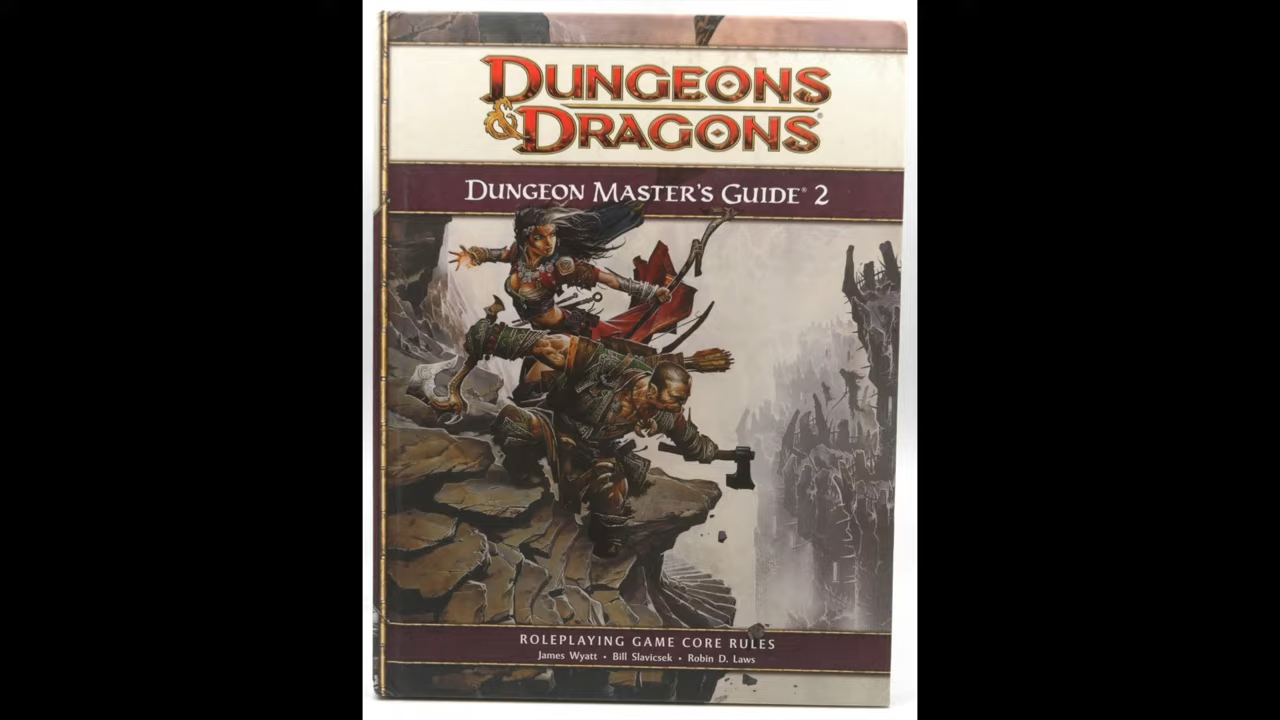 DUNGEONS
& DRAGONS®
DUNGEON MASTER'S GUIDE® 2
ROLEPLAYING GAME CORE RULES
James Wyatt • Bill Slavicsek • Robin D. Laws